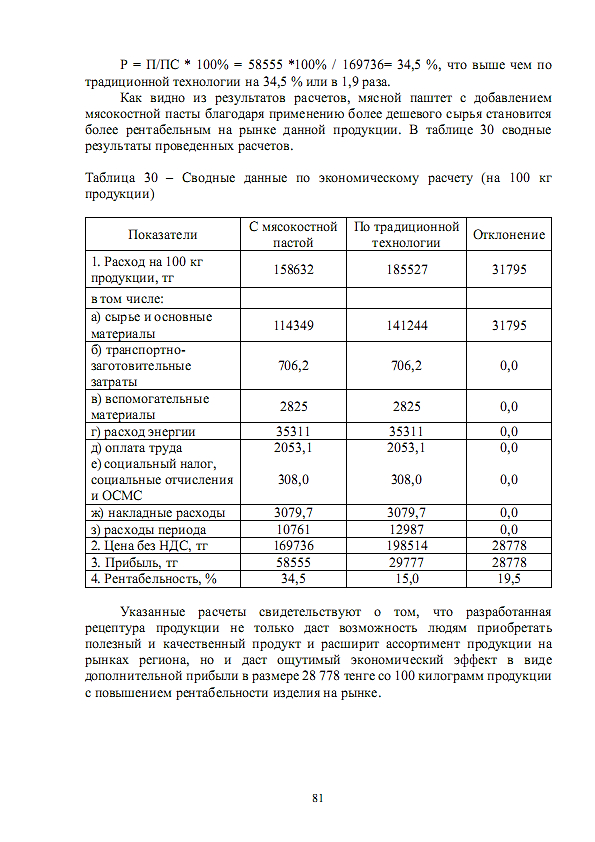 Р = П/ПС * 100% = 58555 *100% / 169736= 34,5 %, что выше чем по
традиционной технологии на 34,5 % или в 1,9 раза.
Как видно из результатов расчетов, мясной паштет с добавлением
мясокостной пасты благодаря применению более дешевого сырья становится
более рентабельным на рынке данной продукции. В таблице 30 сводные
результаты проведенных расчетов.
Таблица 30 – Сводные данные по экономическому расчету (на 100 кг
продукции)
Показатели С мясокостной пастой По традиционной технологии Отклонение
1. Расход на 100 кг продукции, тг 158632 185527 31795
в том числе:
а) сырье и основные материалы 114349 141244 31795
б) транспортно-заготовительные затраты 706,2 706,2 0,0
в) вспомогательные материалы 2825 2825 0,0
г) расход энергии 35311 35311 0,0
д) оплата труда 2053,1 2053,1 0,0
е) социальный налог, социальные отчисления и ОСМС 308,0 308,0 0,0
ж) накладные расходы 3079,7 3079,7 0,0
з) расходы периода 10761 12987 0,0
2. Цена без НДС, тг 169736 198514 28778
3. Прибыль, тг 58555 29777 28778
4. Рентабельность, % 34,5 15,0 19,5
Указанные расчеты свидетельствуют о том, что разработанная
рецептура продукции не только даст возможность людям приобретать
полезный и качественный продукт и расширит ассортимент продукции на
рынках региона, но и даст ощутимый экономический эффект в виде
дополнительной прибыли в размере 28 778 тенге со 100 килограмм продукции
с повышением рентабельности изделия на рынке.
81